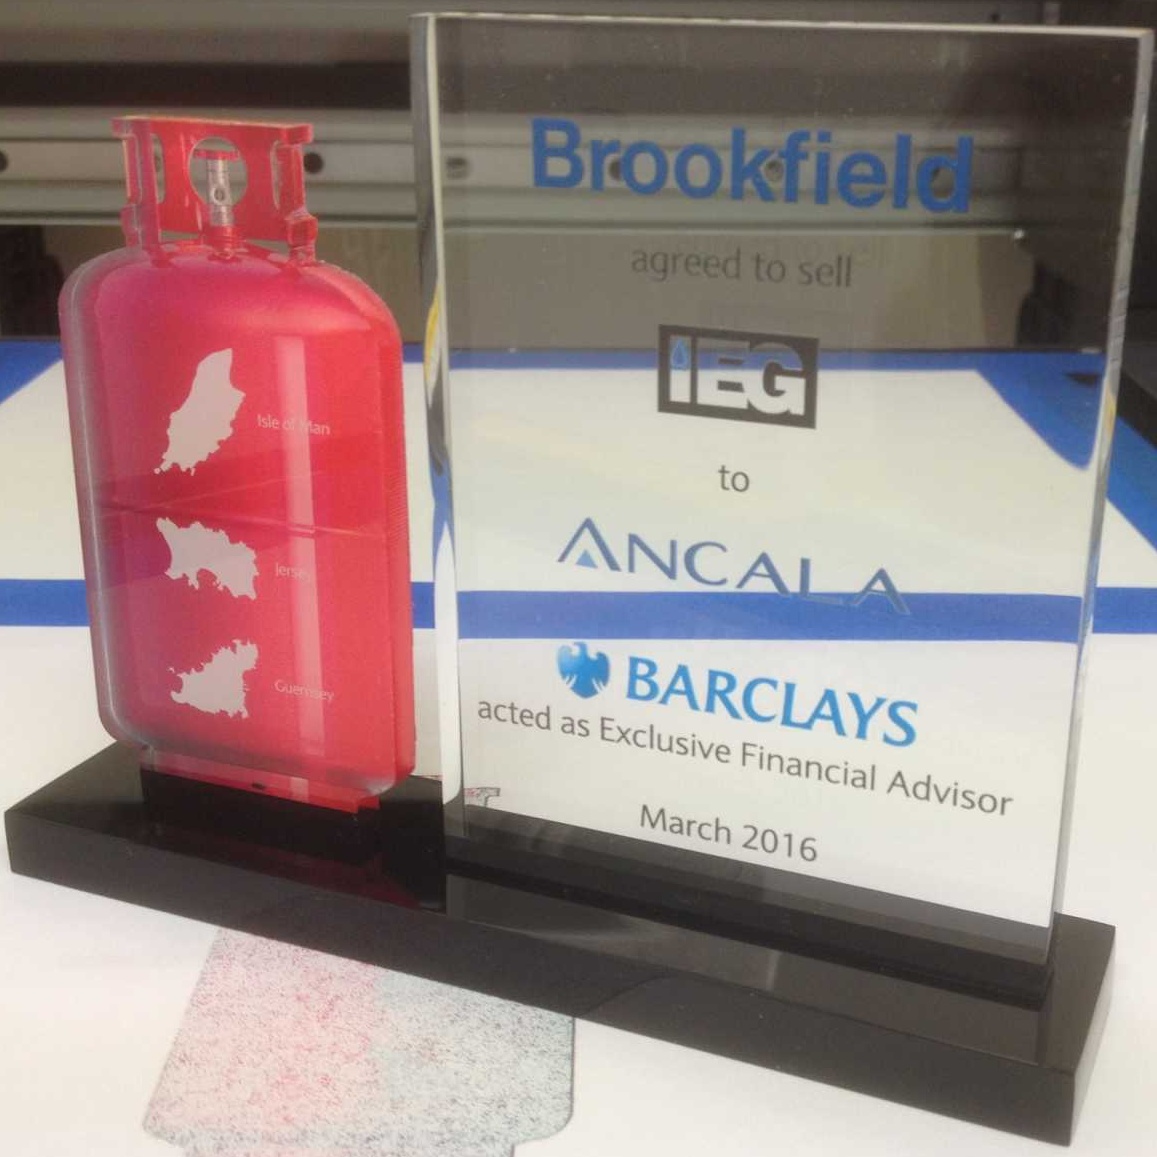 Isle of Man
Jersey
Guernsey
Brookfield
agreed to sell
IEG
to
ANCALA
BARCLAYS
acted as Exclusive Financial Advisor
March 2016